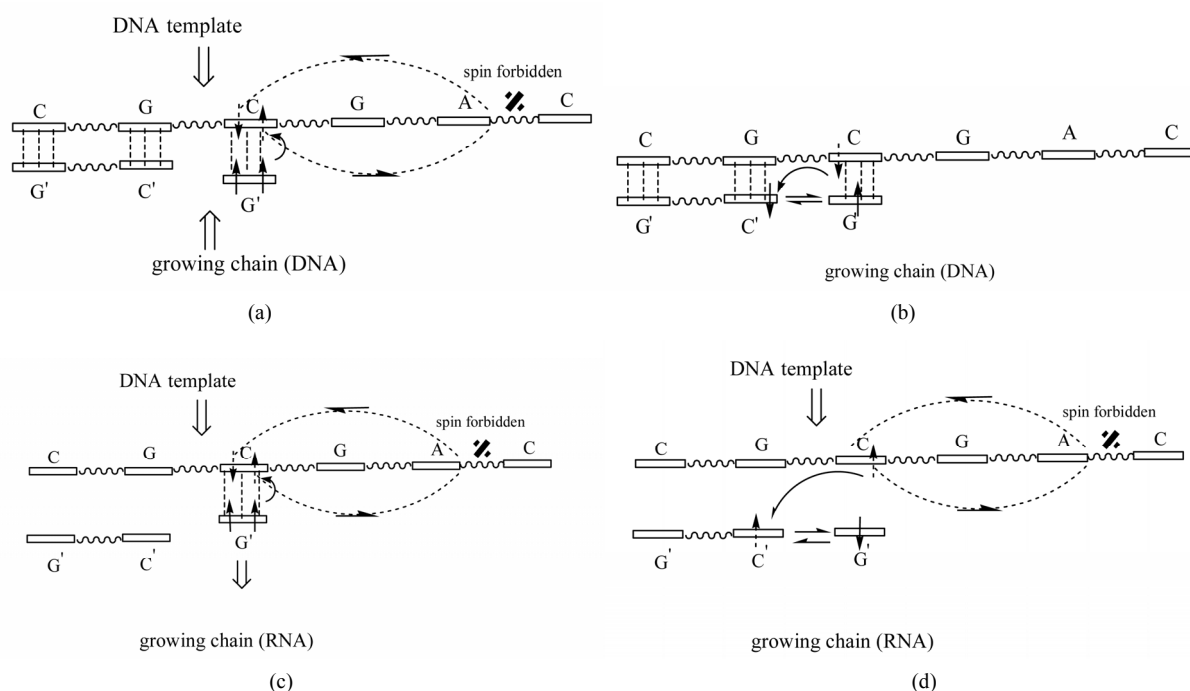 DNA template
spin forbidden
C G C G A C
G' C' G'
growing chain (DNA)
(a)
C G C G A C
G' C' G'
growing chain (DNA)
(b)
DNA template
spin forbidden
C G C G A C
G' C' G'
growing chain (RNA)
(c)
DNA template
spin forbidden
C G C G A C
G' C' G'
growing chain (RNA)
(d)